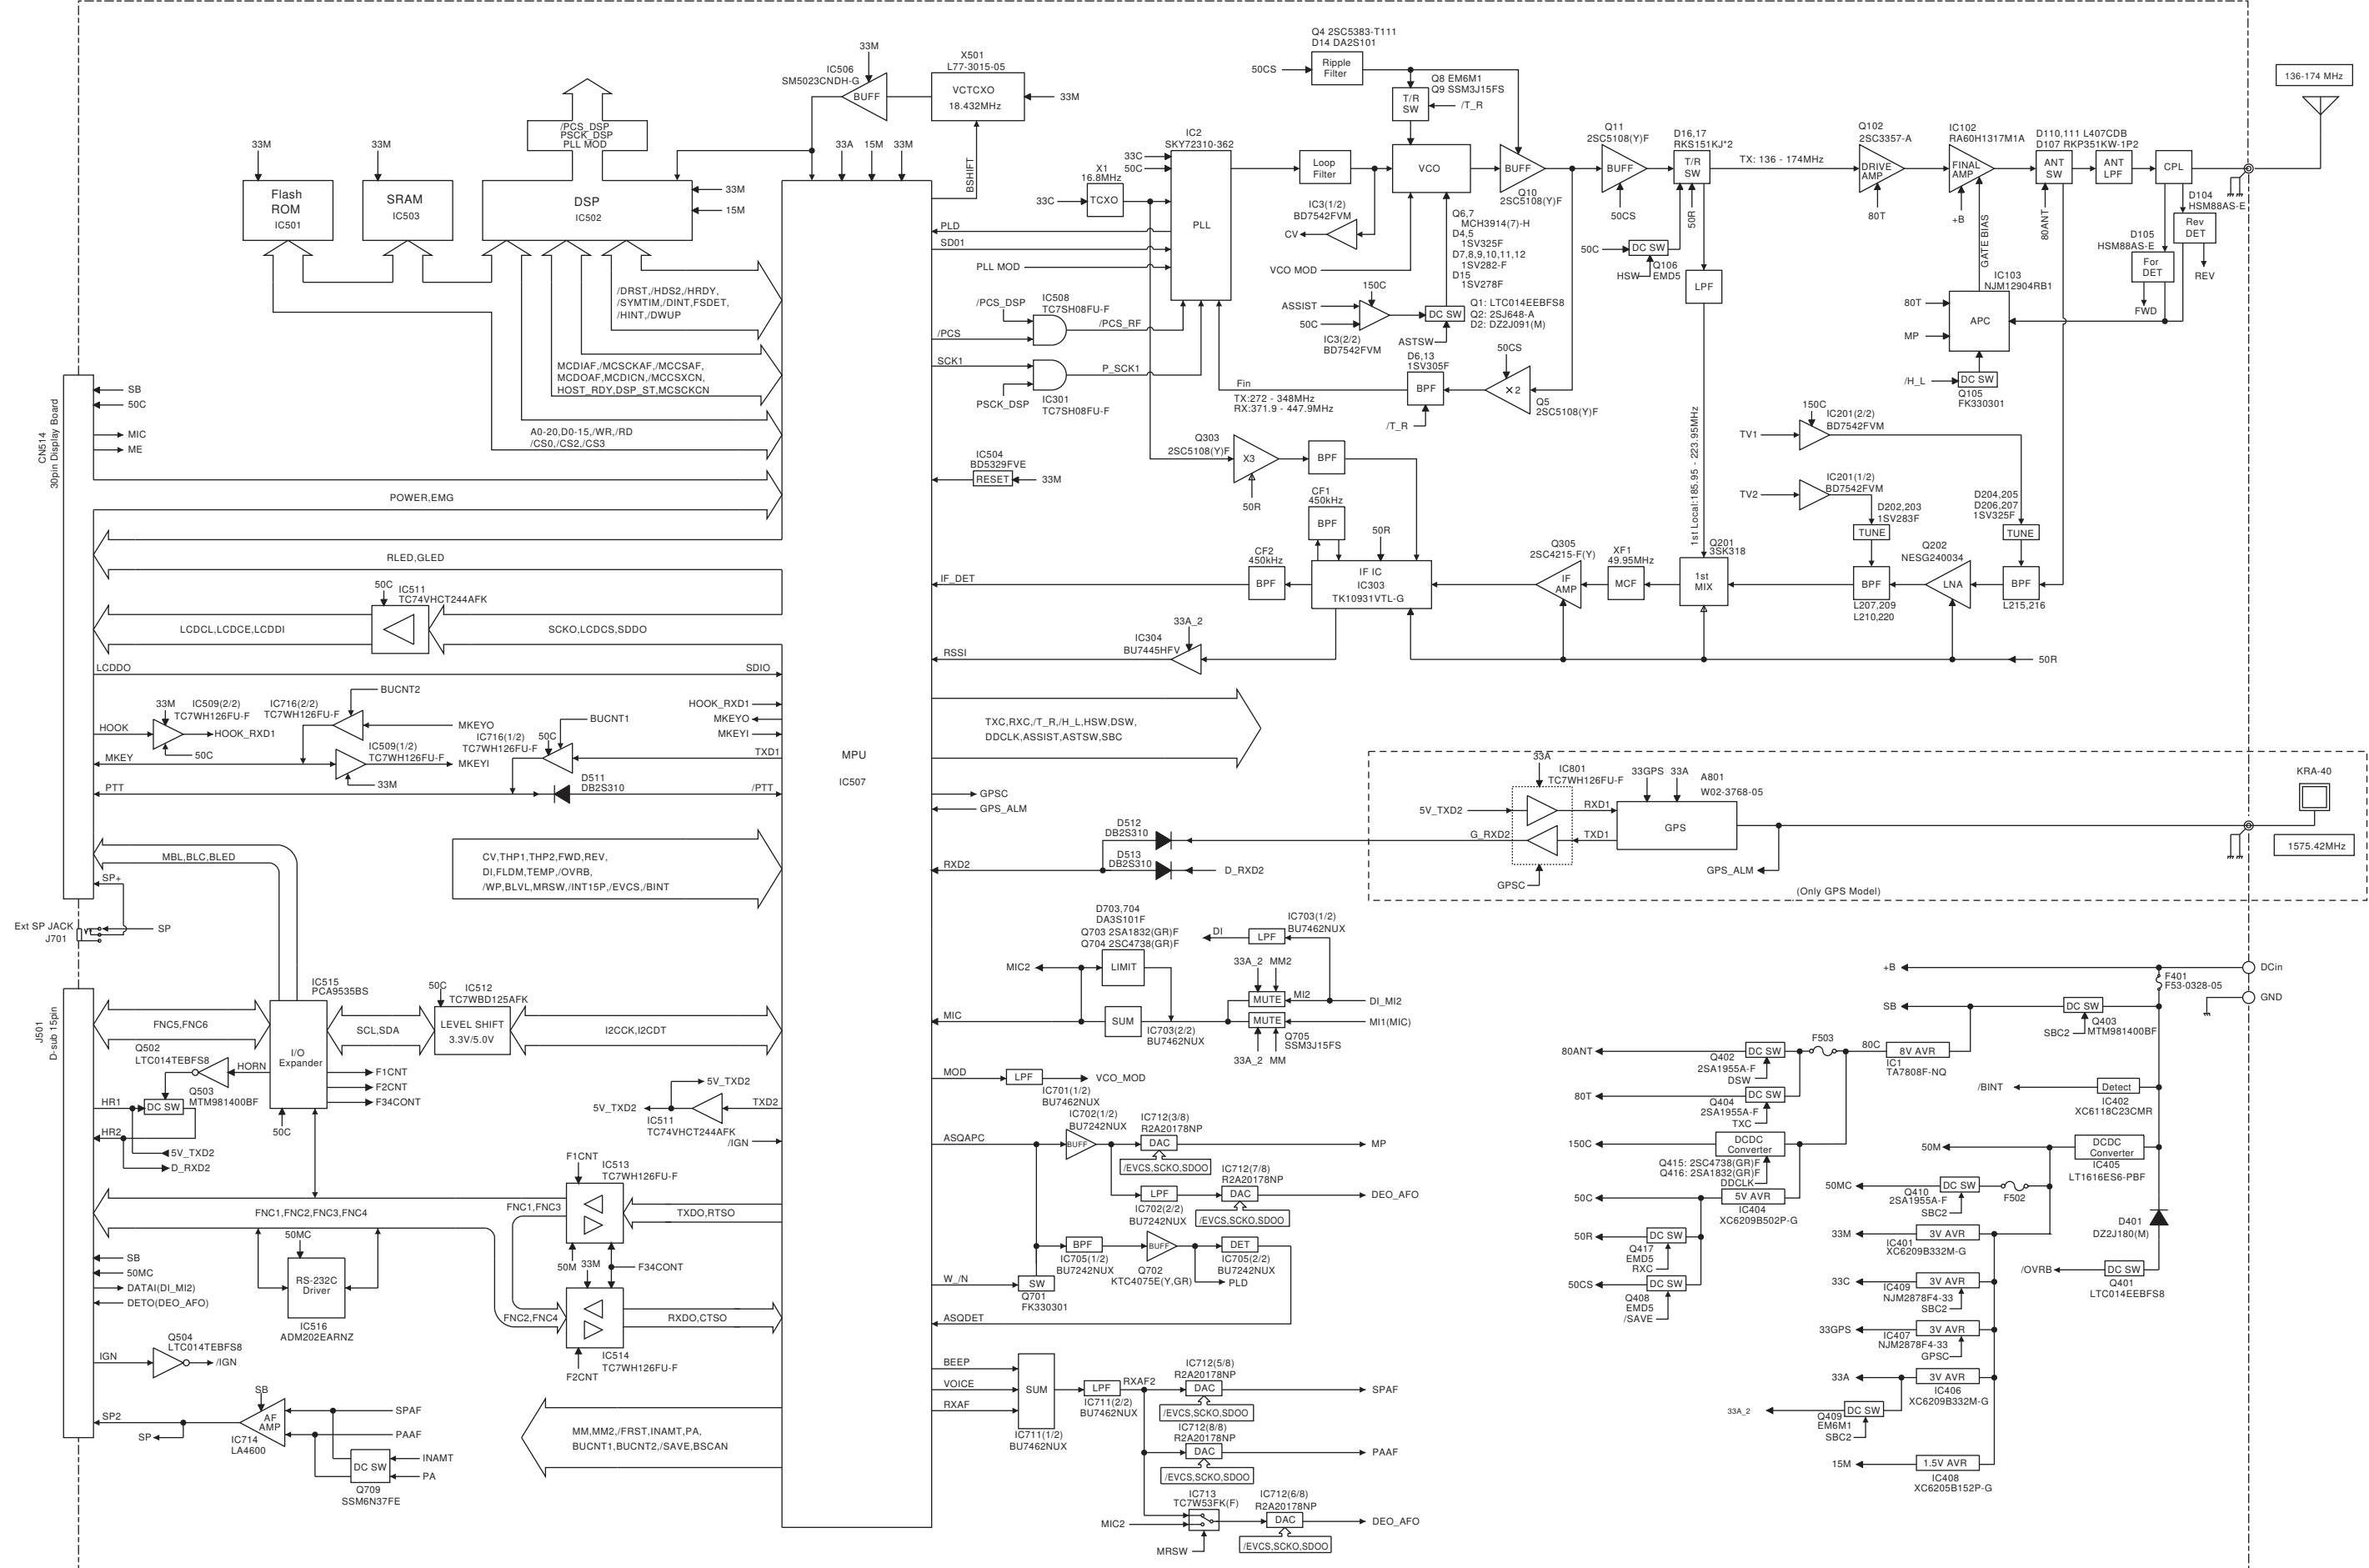 Q4 2SC5383-T111
D14 DA2S101
50CS
Ripple
Filter
Q8 EM6M1
Q9 SSM3J15FS
T/R
SW
/T_R
33M
IC506
SM5023CNDH-G
BUFF
X501
L77-3015-05
VCTCXO
18.432MHz
33M
136-174 MHz
/PCS_DSP
PSCK_DSP
PLL MOD
33M
Flash
ROM
IC501
33M
SRAM
IC503
DSP
IC502
33M
15M
33A
15M
33M
BSHIFT
IC2
SKY72310-362
33C
50C
X1
16.8MHz
33C
TCXO
PLL
PLD
SD01
PLL MOD
Loop
Filter
IC3(1/2)
BD7542FVM
CV
VCO MOD
VCO
BUFF
Q10
2SC5108(Y)F
Q11
2SC5108(Y)F
BUFF
50CS
D16,17
RKS151KJ*2
T/R
SW
50R
50C
DC SW
HSW
Q106
EMD5
LPF
TX: 136 - 174MHz
Q102
2SC3357-A
DRIVE
AMP
80T
IC102
RA60H1317M1A
FINAL
AMP
+B
GATE BIAS
D110,111 L407CDB
D107 RKP351KW-1P2
ANT
SW
80ANT
ANT
LPF
CPL
D104
HSM88AS-E
Rev
DET
REV
D105
HSM88AS-E
For
DET
FWD
IC103
NJM12904RB1
80T
MP
APC
/H_L
DC SW
Q105
FK330301
Q6,7
MCH3914(7)-H
D4,5
1SV325F
D7,8,9,10,11,12
1SV282-F
D15
1SV278F
150C
ASSIST
50C
IC3(2/2)
BD7542FVM
DC SW
ASTSW
Q1: LTC014EEBFS8
Q2: 2SJ648-A
D2: DZ2J091(M)
/PCS_DSP
IC508
TC7SH08FU-F
/PCS
/PCS_RF
SCK1
P_SCK1
PSCK_DSP
IC301
TC7SH08FU-F
D6,13
1SV305F
BPF
/T_R
50CS
×2
Q5
2SC5108(Y)F
Fin
TX:272 - 348MHz
RX:371.9 - 447.9MHz
/DRST,/HDS2,/HRDY,
/SYMTIM,/DINT,FSDET,
/HINT,/DWUP
MCDIAF,/MCSCKAF,/MCCSAF,
MCDOAF,MCDICN,/MCCSXCN,
HOST_RDY,DSP_ST,MCSCKCN
A0-20,D0-15,/WR,/RD
/CS0,/CS2,/CS3
CN514
30pin Display Board
SB
50C
MIC
ME
POWER,EMG
RLED,GLED
50C
IC511
TC74VHCT244AFK
LCDCL,LCDCE,LCDDI
SCKO,LCDCS,SDDO
LCDDO
SDIO
Q303
2SC5108(Y)F
X3
50R
BPF
IC504
BD5329FVE
RESET
33M
CF1
450kHz
BPF
50R
CF2
450kHz
BPF
IF_DET
IF IC
IC303
TK10931VTL-G
Q305
2SC4215-F(Y)
IF
AMP
XF1
49.95MHz
MCF
Q201
3SK318
1st
MIX
1st Local:185.95 - 223.95MHz
150C
TV1
IC201(2/2)
BD7542FVM
TV2
IC201(1/2)
BD7542FVM
D202,203
1SV283F
TUNE
D204,205
D206,207
1SV325F
TUNE
BPF
L207,209
L210,220
Q202
NESG240034
LNA
BPF
L215,216
50R
33A_2
IC304
BU7445HFV
RSSI
HOOK
33M
IC509(2/2)
TC7WH126FU-F
HOOK_RXD1
50C
IC716(2/2)
TC7WH126FU-F
BUCNT2
MKEYO
MKEY
IC509(1/2)
TC7WH126FU-F
MKEYI
33M
BUCNT1
IC716(1/2)
TC7WH126FU-F
50C
TXD1
D511
DB2S310
PTT
/PTT
HOOK_RXD1
MKEYO
MKEYI
MPU
IC507
TXC,RXC,/T_R,/H_L,HSW,DSW,
DDCLK,ASSIST,ASTSW,SBC
GPSC
GPS_ALM
MBL,BLC,BLED
SP+
Ext SP JACK
J701
SP
CV,THP1,THP2,FWD,REV,
DI,FLDM,TEMP,/OVRB,
/WP,BLVL,MRSW,/INT15P,/EVCS,/BINT
D512
DB2S310
D513
DB2S310
RXD2
D_RXD2
33A
IC801
TC7WH126FU-F
5V_TXD2
RXD1
G_RXD2
TXD1
GPSC
33GPS
33A
A801
W02-3768-05
GPS
GPS_ALM
(Only GPS Model)
KRA-40
1575.42MHz
D703,704
DA3S101F
Q703 2SA1832(GR)F
Q704 2SC4738(GR)F
MIC2
LIMIT
MIC
SUM
IC703(2/2)
BU7462NUX
DI
LPF
IC703(1/2)
BU7462NUX
33A_2
MM2
MUTE
MI2
DI_MI2
MUTE
MI1(MIC)
33A_2
MM
Q705
SSM3J15FS
MOD
LPF
VCO_MOD
IC701(1/2)
BU7462NUX
J501
D-sub 15pin
FNC5,FNC6
IC515
PCA9535BS
I/O
Expander
SCL,SDA
50C
IC512
TC7WBD125AFK
LEVEL SHIFT
3.3V/5.0V
I2CCK,I2CDT
Q502
LTC014TEBFS8
HORN
HR1
DC SW
Q503
MTM981400BF
HR2
5V_TXD2
D_RXD2
F1CNT
F2CNT
F34CONT
50C
5V_TXD2
5V_TXD2
TXD2
IC511
TC74VHCT244AFK
/IGN
F1CNT
IC513
TC7WH126FU-F
FNC1,FNC3
TXDO,RTSO
FNC1,FNC2,FNC3,FNC4
50M
33M
F34CONT
FNC2,FNC4
RXDO,CTSO
IC514
TC7WH126FU-F
F2CNT
50MC
RS-232C
Driver
IC516
ADM202EARNZ
SB
50MC
DATAI(DI_MI2)
DETO(DEO_AFO)
Q504
LTC014TEBFS8
IGN
/IGN
SB
AF
AMP
IC714
LA4600
SP2
SP
SPAF
PAAF
DC SW
INAMT
PA
Q709
SSM6N37FE
MM,MM2,/FRST,INAMT,PA,
BUCNT1,BUCNT2,/SAVE,BSCAN
ASQAPC
IC702(1/2)
BU7242NUX
BUFF
IC712(3/8)
R2A20178NP
DAC
MP
/EVCS,SCKO,SDOO
LPF
IC702(2/2)
BU7242NUX
IC712(7/8)
R2A20178NP
DAC
DEO_AFO
/EVCS,SCKO,SDOO
BPF
IC705(1/2)
BU7242NUX
BUFF
Q702
KTC4075E(Y,GR)
DET
IC705(2/2)
BU7242NUX
PLD
W_/N
SW
Q701
FK330301
ASQDET
BEEP
VOICE
RXAF
SUM
IC711(1/2)
BU7462NUX
LPF
IC711(2/2)
BU7462NUX
RXAF2
IC712(5/8)
R2A20178NP
DAC
SPAF
/EVCS,SCKO,SDOO
IC712(8/8)
R2A20178NP
DAC
PAAF
/EVCS,SCKO,SDOO
IC713
TC7W53FK(F)
MIC2
MRSW
IC712(6/8)
R2A20178NP
DAC
DEO_AFO
/EVCS,SCKO,SDOO
+B
DCin
F401
F53-0328-05
GND
SB
DC SW
SBC2
Q403
MTM981400BF
80ANT
DC SW
Q402
2SA1955A-F
DSW
F503
80C
8V AVR
IC1
TA7808F-NQ
80T
DC SW
Q404
2SA1955A-F
TXC
/BINT
Detect
IC402
XC6118C23CMR
150C
DCDC
Converter
Q415: 2SC4738(GR)F
Q416: 2SA1832(GR)F
DDCLK
50M
DCDC
Converter
IC405
LT1616ES6-PBF
50C
5V AVR
IC404
XC6209B502P-G
50MC
DC SW
Q410
2SA1955A-F
SBC2
F502
50R
DC SW
Q417
EMD5
RXC
33M
3V AVR
IC401
XC6209B332M-G
D401
DZ2J180(M)
50CS
DC SW
Q408
EMD5
/SAVE
33C
3V AVR
IC409
NJM2878F4-33
SBC2
/OVRB
DC SW
Q401
LTC014EEBFS8
33GPS
3V AVR
IC407
NJM2878F4-33
GPSC
33A
3V AVR
IC406
XC6209B332M-G
33A_2
DC SW
Q409
EM6M1
SBC2
15M
1.5V AVR
IC408
XC6205B152P-G